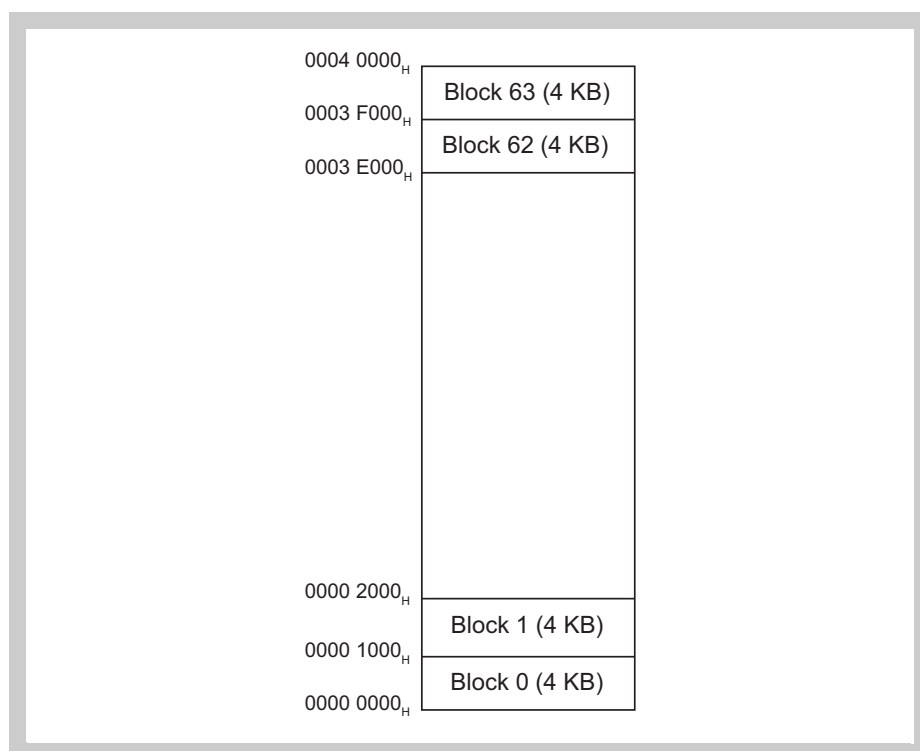 0004 0000H
Block 63 (4 KB)
0003 F000H
Block 62 (4 KB)
0003 E000H
0000 2000H
Block 1 (4 KB)
0000 1000H
Block 0 (4 KB)
0000 0000H